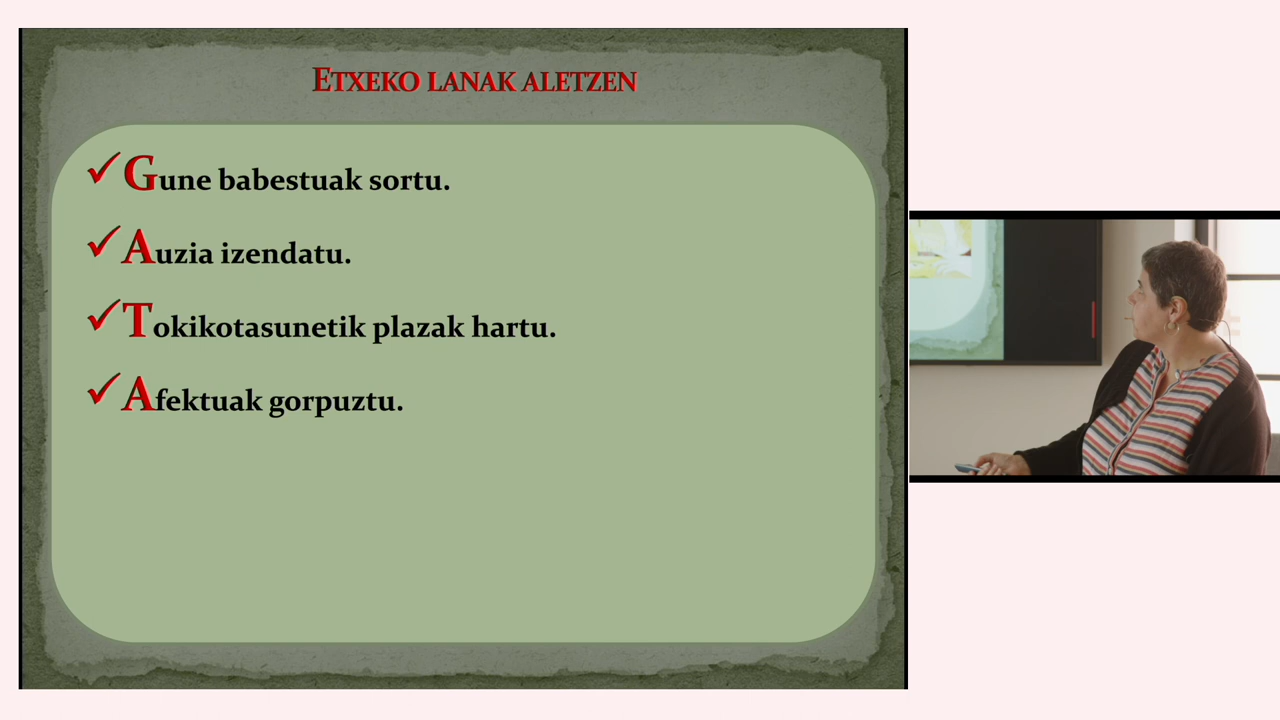 ETXEKO LANAK ALETZEN
✓Gune babestuak sortu.
✓Auzia izendatu.
✓Tokikotasunetik plazak hartu.
✓Afektuak gorpuztu.